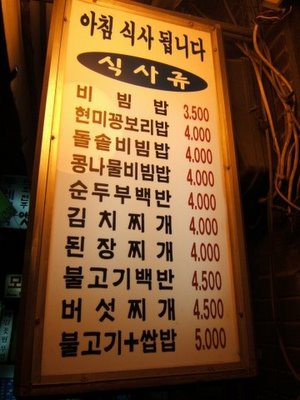 아침 식사 됩니다
식사류
비빔밥 3.500
현미꽁보리밥 4.000
돌솥비빔밥 4.000
콩나물비빔밥 4.000
순두부백반 4.000
김치찌개 4.000
된장찌개 4.000
불고기백반 4.500
버섯찌개 4.500
불고기+쌈밥 5.000